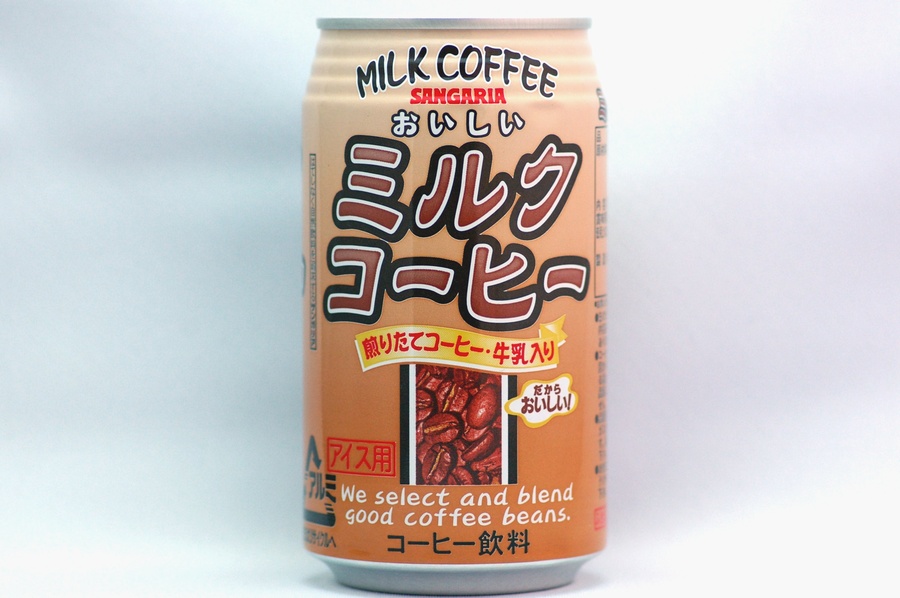 MILK COFFEE
SANGARIA
おいしい
ミルク
コーヒー
煎りたてコーヒー・牛乳入り
だから
おいしい!
アイス用
アルミ
We select and blend
good coffee beans.
コーヒー飲料